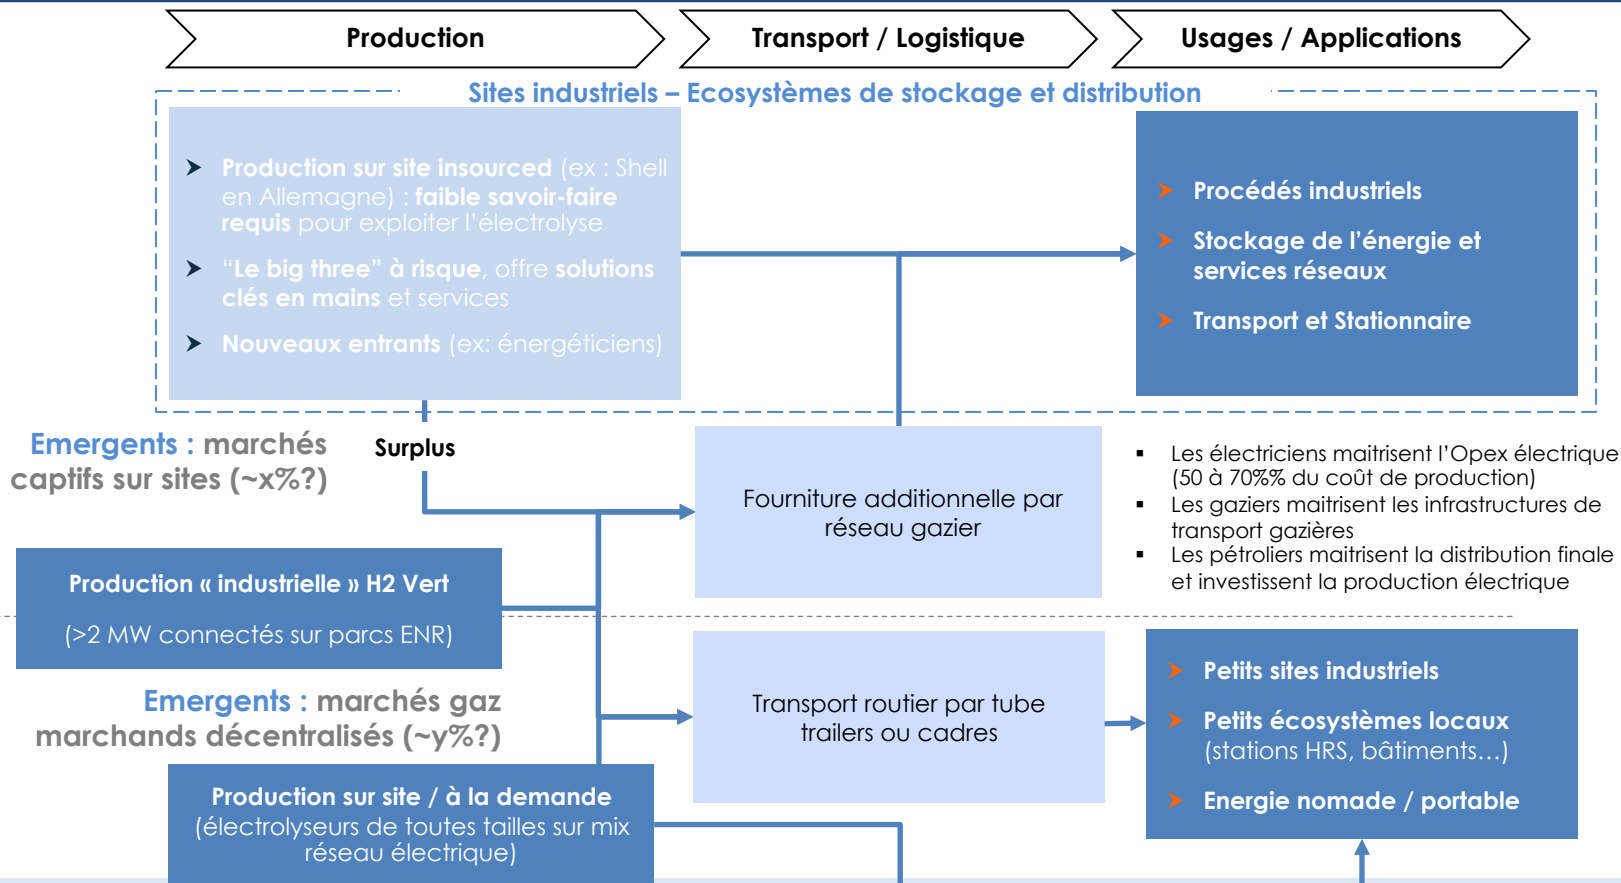 Production
Transport / Logistique
Usages / Applications
Sites industriels – Ecosystèmes de stockage et distribution
Production sur site insourced (ex : Shell
en Allemagne) : faible savoir-faire
requis pour exploiter l’électrolyse
“Le big three” à risque, offre solutions
clés en mains et services
Nouveaux entrants (ex: énergéticiens)
Procédés industriels
Stockage de l’énergie et
services réseaux
Transport et Stationnaire
Emergents : marchés
captifs sur sites (~x%?)
Surplus
Fourniture additionnelle par
réseau gazier
Les électriciens maitrisent l’Opex électrique
(50 à 70%% du coût de production)
Les gaziers maitrisent les infrastructures de
transport gazières
Les pétroliers maitrisent la distribution finale
et investissent la production électrique
Production « industrielle » H2 Vert
(>2 MW connectés sur parcs ENR)
Emergents : marchés gaz
marchands décentralisés (~y%?)
Transport routier par tube
trailers ou cadres
Petits sites industriels
Petits écosystèmes locaux
(stations HRS, bâtiments…)
Energie nomade / portable
Production sur site / à la demande
(électrolyseurs de toutes tailles sur mix
réseau électrique)